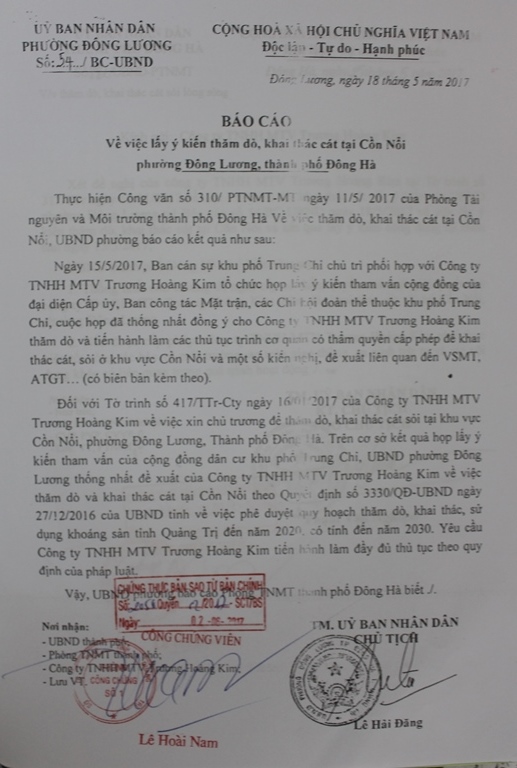 UỶ BAN NHÂN DÂN
PHƯỜNG ĐÔNG LƯƠNG
Số: 54 / BC-UBND
CỘNG HOÀ XÃ HỘI CHỦ NGHĨA VIỆT NAM
Độc lập - Tự do - Hạnh phúc
Đông Lương, ngày 18 tháng 5 năm 2017
BÁO CÁO
Về việc lấy ý kiến thăm dò, khai thác cát tại Cồn Nổi
phường Đông Lương, thành phố Đông Hà
Thực hiện Công văn số 310/ PTNMT-MT ngày 11/5/ 2017 của Phòng Tài
nguyên và Môi trường thành phố Đông Hà Về việc thăm dò, khai thác cát tại Cồn
Nổi, UBND phường báo cáo kết quả như sau:
Ngày 15/5/2017, Ban cán sự khu phố Trung Chỉ chủ trì phối hợp với Công ty
TNHH MTV Trương Hoàng Kim tổ chức họp lấy ý kiến tham vấn cộng đồng của
đại diện Cấp ủy, Ban công tác Mặt trận, các Chi hội đoàn thể thuộc khu phố Trung
Chỉ, cuộc họp đã thống nhất đồng ý cho Công ty TNHH MTV Trương Hoàng Kim
thăm dò và tiến hành làm các thủ tục trình cơ quan có thẩm quyền cấp phép để khai
thác cát, sỏi ở khu vực Cồn Nổi và một số kiến nghị, đề xuất liên quan đến VSMT,
ATGT… (có biên bản kèm theo).
Đối với Tờ trình số 417/TTr-Cty ngày 16/01/2017 của Công ty TNHH MTV
Trương Hoàng Kim về việc xin chủ trương để thăm dò, khai thác cát sỏi tại khu vực
Cồn Nổi, phường Đông Lương, Thành phố Đông Hà. Trên cơ sở kết quả họp lấy ý
kiến tham vấn của cộng đồng dân cư khu phố Trung Chỉ, UBND phường Đông
Lương thống nhất đề xuất của Công ty TNHH MTV Trương Hoàng Kim về việc
thăm dò và khai thác cát tại Cồn Nổi theo Quyết định số 3330/QĐ-UBND ngày
27/12/2016 của UBND tỉnh về việc phê duyệt quy hoạch thăm dò, khai thác, sử
dụng khoáng sản tỉnh Quảng Trị đến năm 2020, có tính đến năm 2030. Yêu cầu
Công ty TNHH MTV Trương Hoàng Kim tiến hành làm đầy đủ thủ tục theo quy
định của pháp luật.
Vậy, UBND phường báo cáo Phòng TNMT thành phố Đông Hà biết ./.
CHỨNG THỰC BẢN SAO TỪ BẢN CHÍNH
Số: Quyển SCT/BS
Ngày
Nơi nhận:
- UBND thành phố;
- Phòng TNMT thành phố;
- Công ty TNHH MTV Trương Hoàng Kim;
- Lưu VT.
CÔNG CHỨNG VIÊN
CÔNG CHỨNG
SỐ 1
Lê Hoài Nam
TM. UỶ BAN NHÂN DÂN
CHỦ TỊCH
Lê Hải Đăng